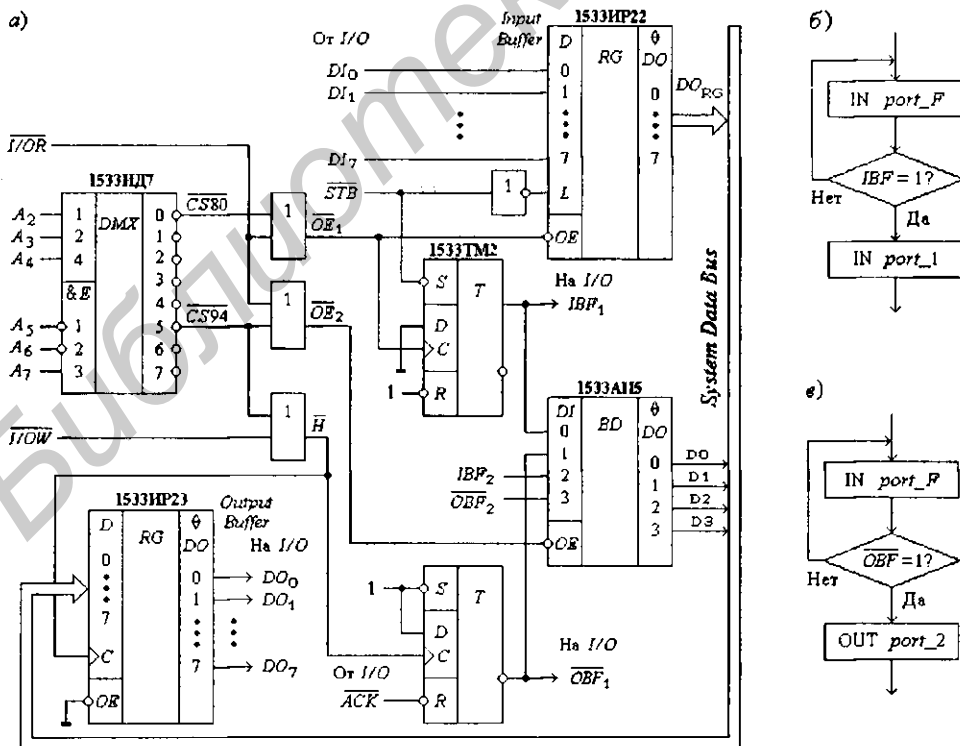 а)
Библиотек
Input
Buffer
1533ИР22
От I/O
DI0
DI1
DI7
STB
D
0
1
7
L
OE
RG
θ
DO
0
1
7
DO RG
1
I/OR
1533ИД7
A2
A3
A4
A5
A6
A7
1
2
4
&E
1
2
3
DMX
0
1
2
3
4
5
6
7
CS80
CS94
1
OE1
1
OE2
1
H
I/OW
1533ТМ2
S
D
C
R
T
1
На I/O
IBF1
1533АП5
DI
0
1
2
3
OE
BD
θ
DO
0
1
2
3
IBF2
OBF2
D0
D1
D2
D3
System Data Bus
1533ИР23
D
0
7
C
OE
RG
θ
DO
0
1
7
Output
Buffer
На I/O
DO0
DO1
DO7
1
S
D
C
R
T
От I/O
ACK
На I/O
OBF1
б)
IN port_F
IBF = 1?
Нет
Да
IN port_1
в)
IN port_F
OBF = 1?
Нет
Да
OUT port_2